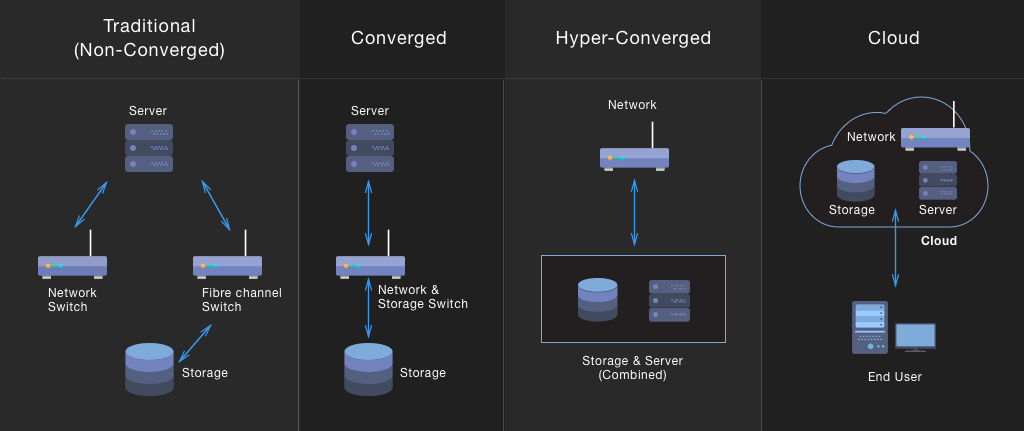 Traditional
(Non-Converged)
Converged
Hyper-Converged
Cloud
Server
Network
Switch
Fibre channel
Switch
Storage
Server
Network &
Storage Switch
Storage
Network
Storage & Server
(Combined)
Network
Storage
Server
Cloud
End User